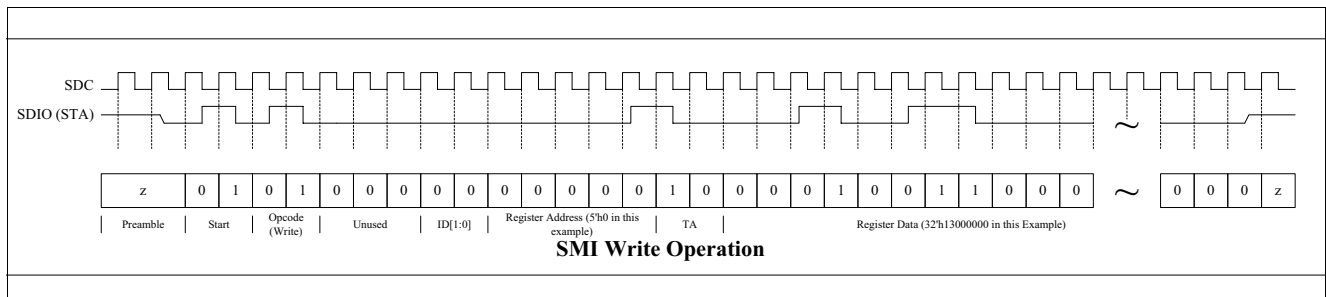 SDC
SDIO (STA)
~
z 0 1 0 1 0 0 0 0 0 0 0 0 0 0 1 0 0 0 0 1 0 0 1 1 0 0 0 ~ 0 0 0 z
Preamble Start Opcode (Write) Unused ID[1:0] Register Address (5'h0 in this example) TA Register Data (32'h13000000 in this Example)
SMI Write Operation